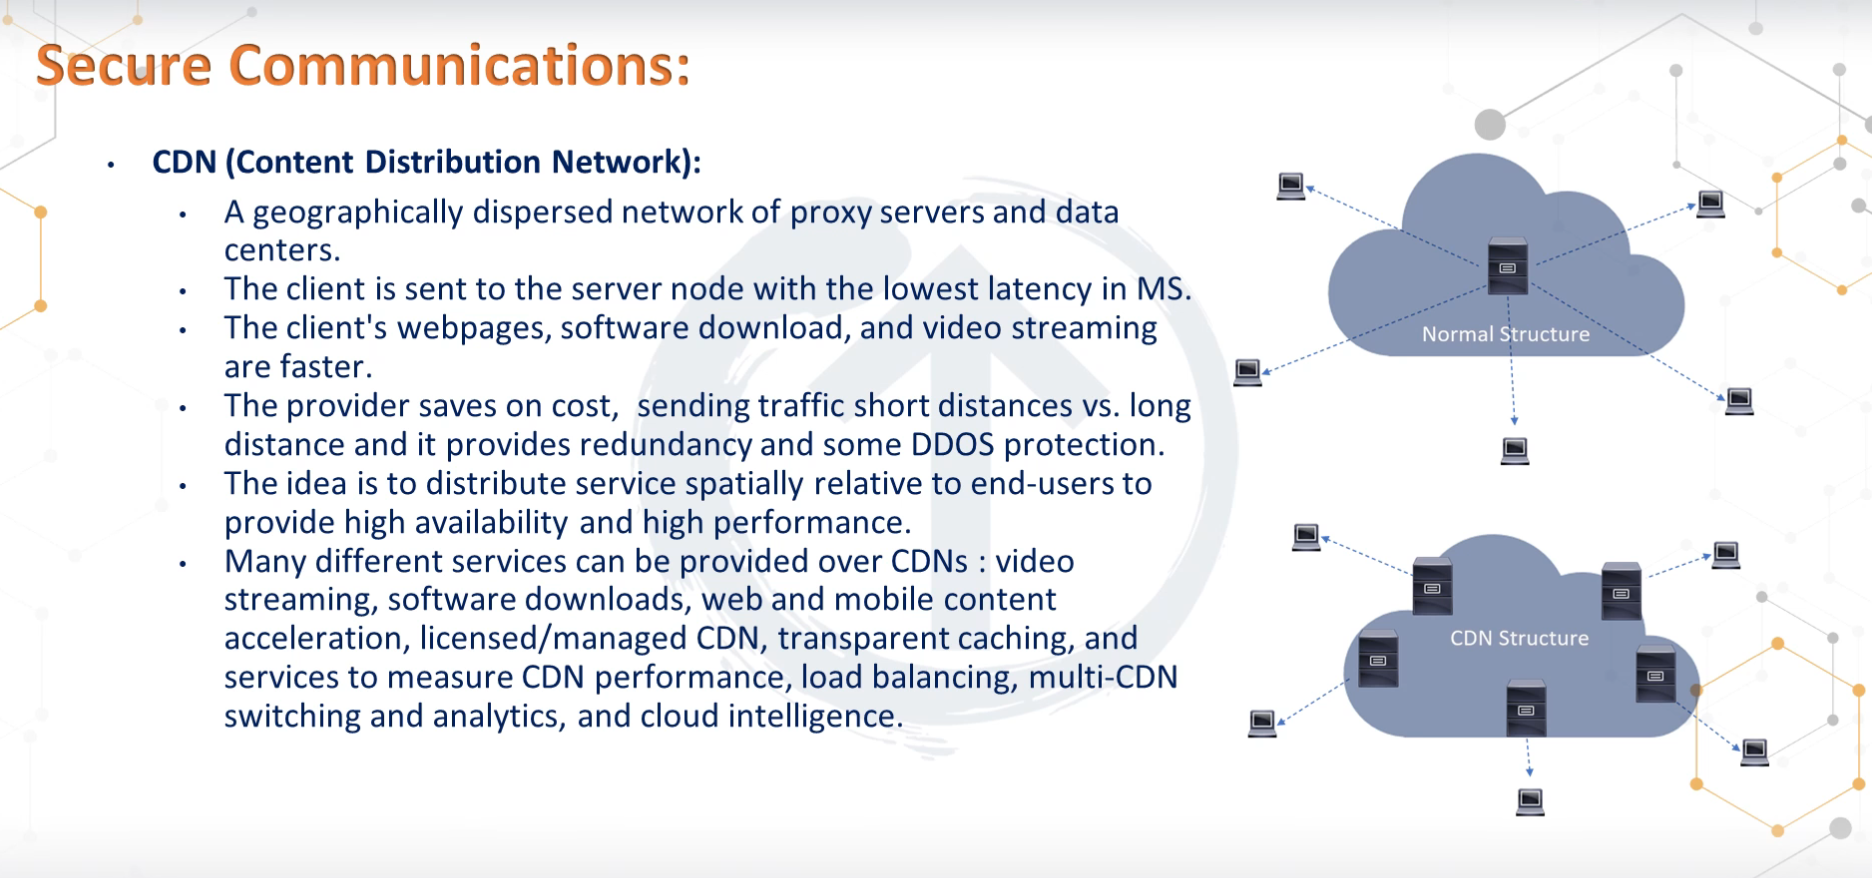 Secure Communications:
CDN (Content Distribution Network):
A geographically dispersed network of proxy servers and data
centers.
The client is sent to the server node with the lowest latency in MS.
The client's webpages, software download, and video streaming
are faster.
The provider saves on cost,  sending traffic short distances vs. long
distance and it provides redundancy and some DDOS protection.
The idea is to distribute service spatially relative to end-users to
provide high availability and high performance.
Many different services can be provided over CDNs : video
streaming, software downloads, web and mobile content
acceleration, licensed/managed CDN, transparent caching, and
services to measure CDN performance, load balancing, multi-CDN
switching and analytics, and cloud intelligence.
Normal Structure
CDN Structure